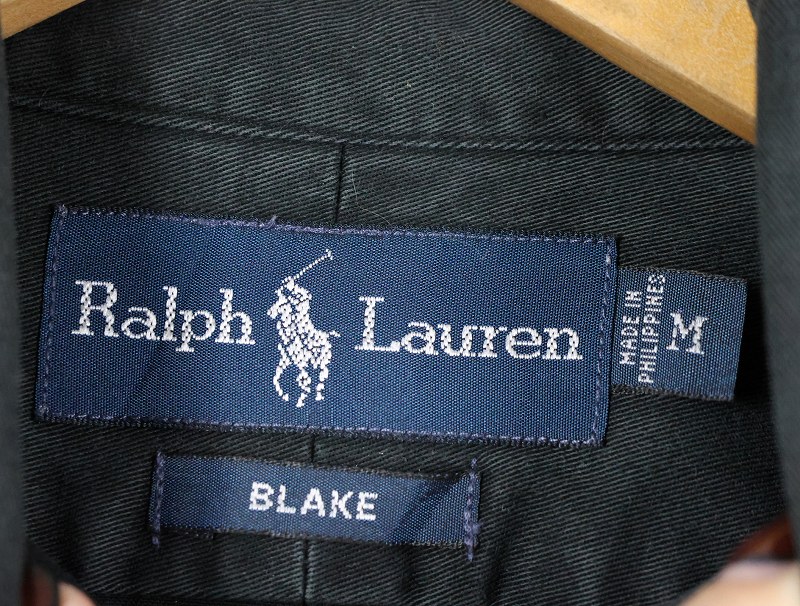 Ralph Lauren
MADE IN
PHILIPPINES
M
BLAKE